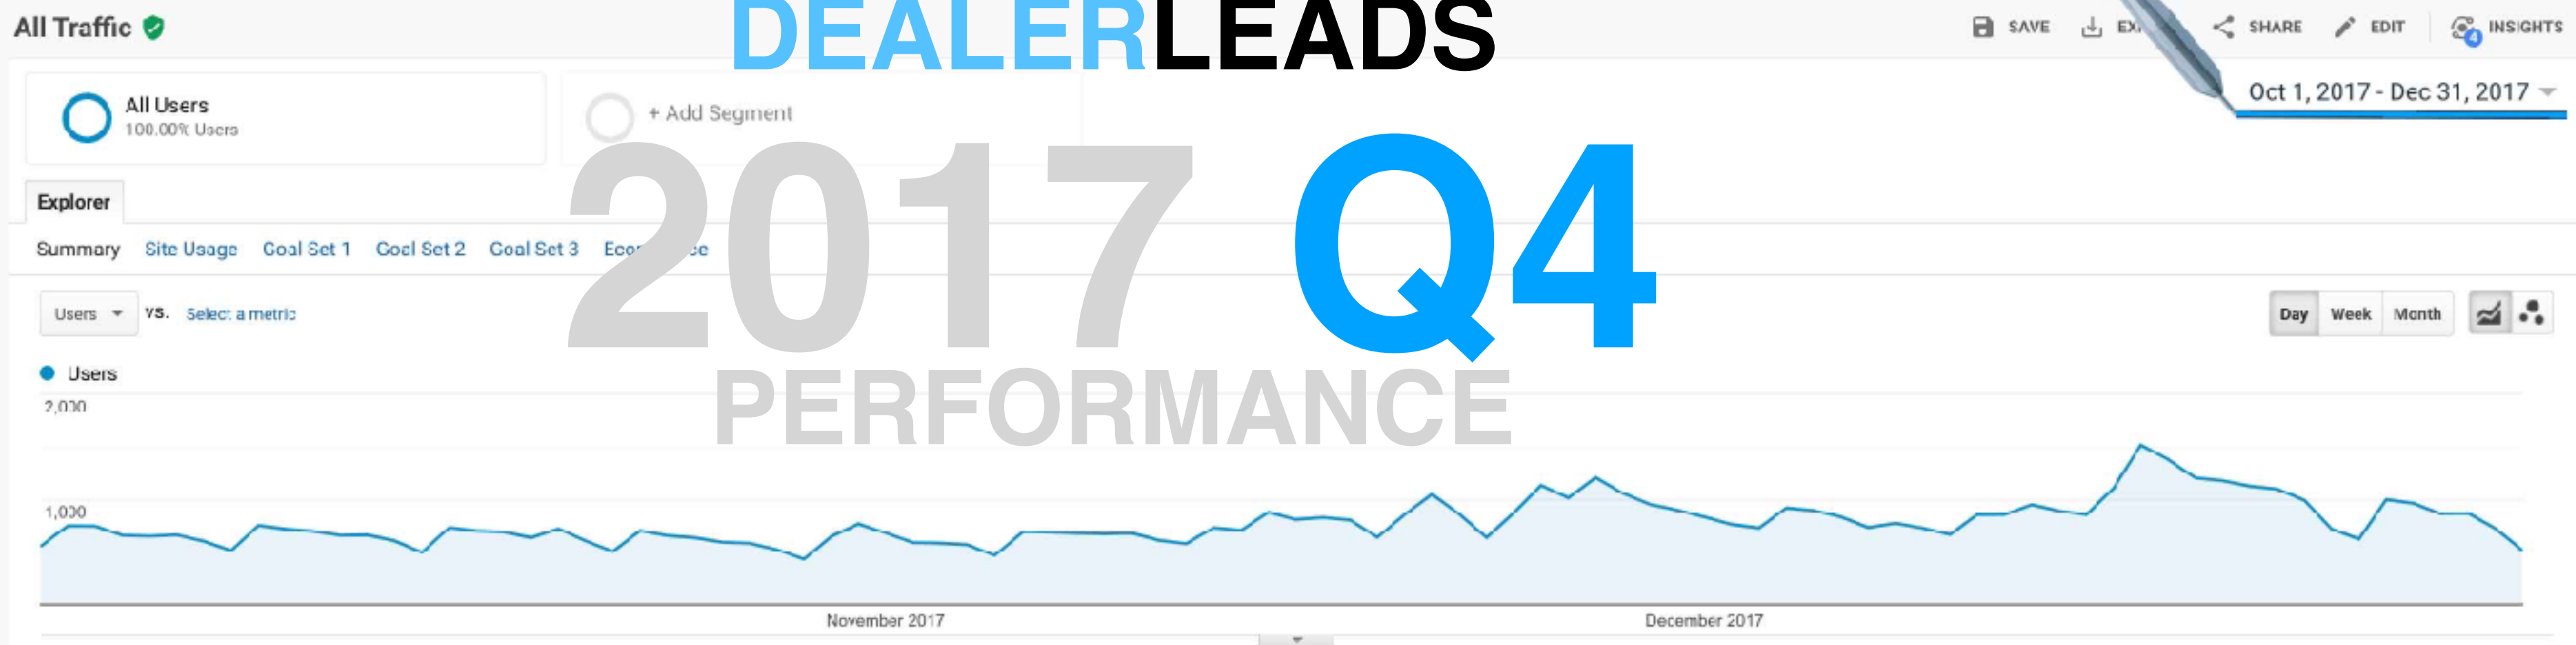 All Traffic
DEALERLEADS
SAVE
SHARE
EDIT
4
INSIGHTS
All Users
100.00% Users
+ Add Segment
Oct 1, 2017 - Dec 31, 2017
2017 Q4
PERFORMANCE
Explorer
Summary Site Usage Goal Set 1 Goal Set 2 Goal Set 3
Users VS. Select a metric
Day Week Month
Users
2,000
1,000
November 2017
December 2017